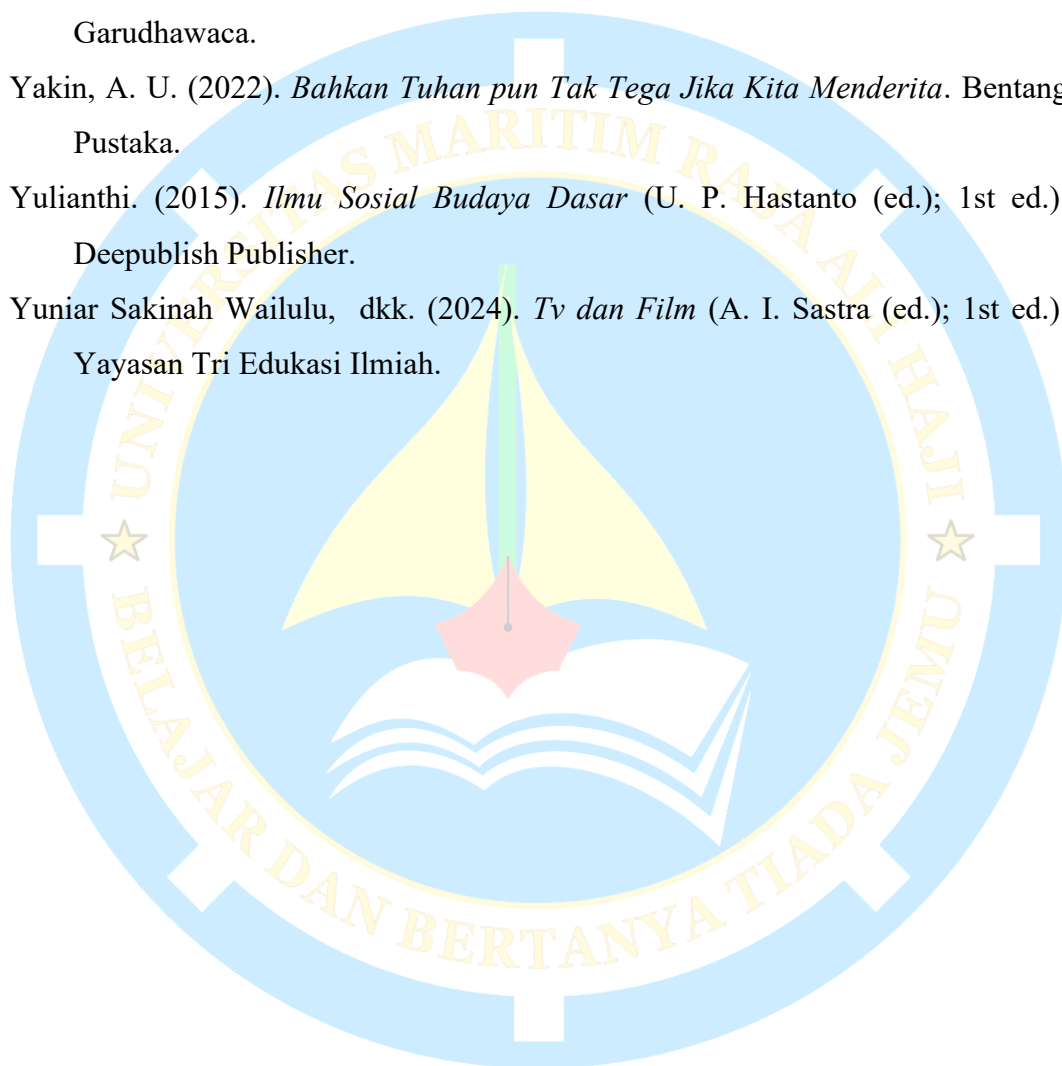 Garudhawaca.
Yakin, A. U. (2022). Bahkan Tuhan pun Tak Tega Jika Kita Menderita. Bentang
Pustaka.
Yulianthi. (2015). Ilmu Sosial Budaya Dasar (U. P. Hastanto (ed.); 1st ed.)
Deepublish Publisher.
Yuniar Sakinah Wailulu, dkk. (2024). Tv dan Film (A. I. Sastra (ed.); 1st ed.)
Yayasan Tri Edukasi Ilmiah.
UNIVERSITAS MARITIM RAJA ALI HAJI
BELAJAR DAN BERTANYA TIADA JEMU